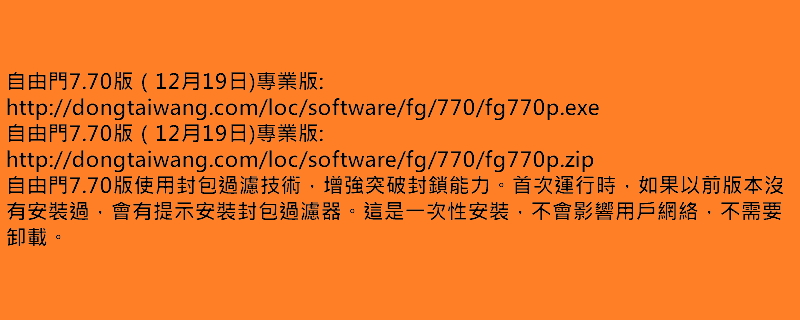 自由門7.70版（12月19日)專業版:
http://dongtaiwang.com/loc/software/fg/770/fg770p.exe
自由門7.70版（12月19日)專業版:
http://dongtaiwang.com/loc/software/fg/770/fg770p.zip
自由門7.70版使用封包過濾技術，增強突破封鎖能力。首次運行時，如果以前版本沒
有安裝過，會有提示安裝封包過濾器。這是一次性安裝，不會影響用戶網絡，不需要
卸載。